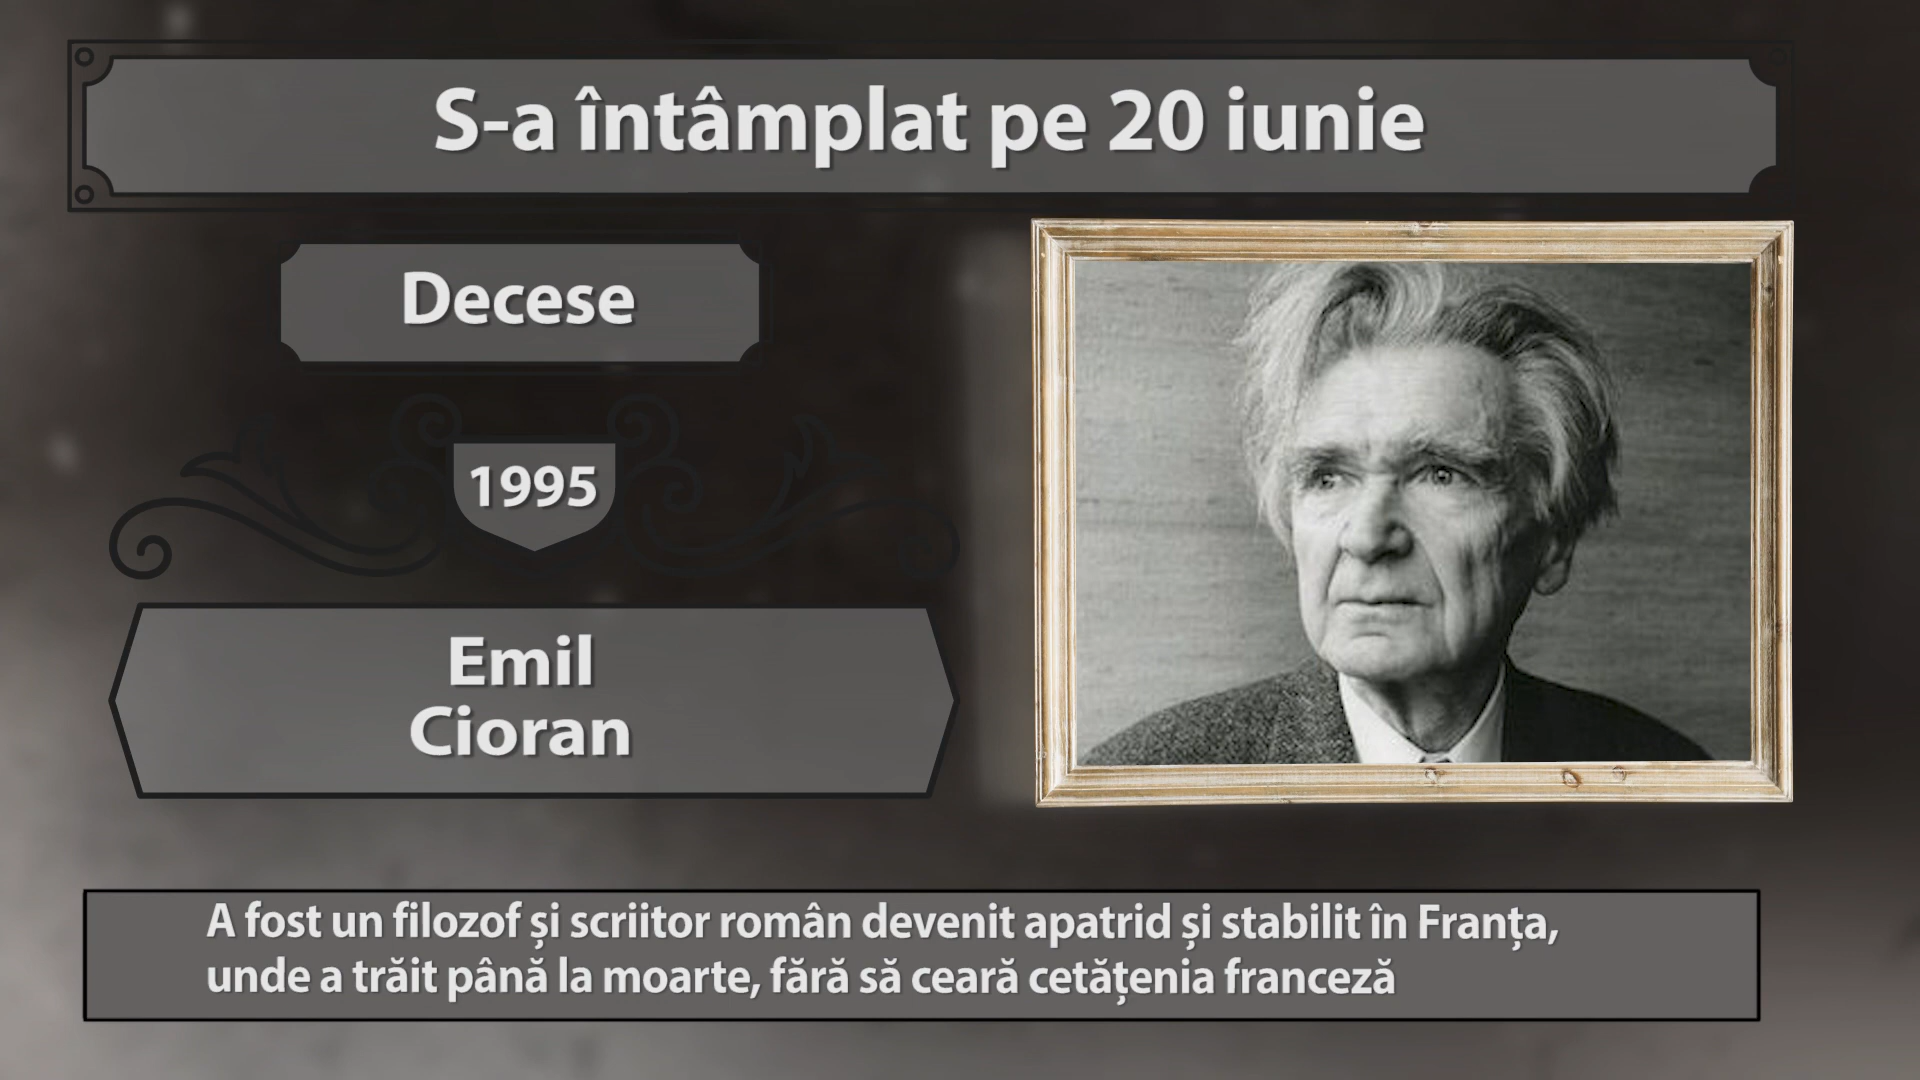 S-a întâmplat pe 20 iunie
Decese
1995
Emil
Cioran
A fost un filozof și scriitor român devenit apatrid și stabilit în Franța,
unde a trăit până la moarte, fără să ceară cetățenia franceză